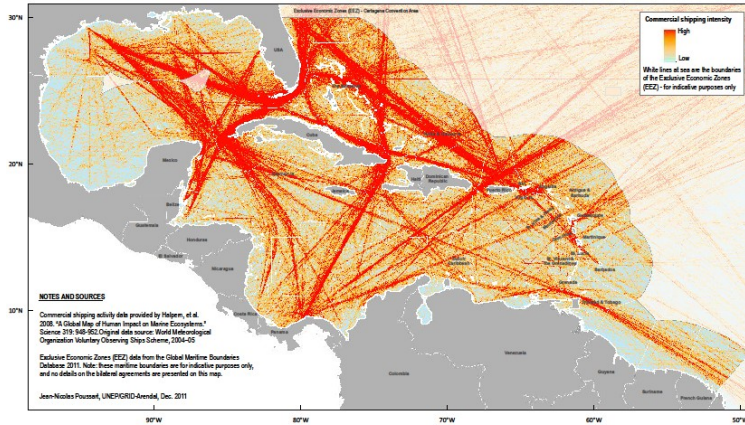 Exclusive Economic Zones (EEZ) - Cartagena Convention Area
30°N
20°N
10°N
Commercial shipping intensity
High
Low
White lines at sea are the boundaries
of the Exclusive Economic Zones
(EEZ) - for indicative purposes only
USA
Mexico
Cuba
Haiti
Dominican
Republic
Jamaica
Puerto Rico
Belize
Guatemala
Honduras
El Salvador
Nicaragua
Costa Rica
Panama
Antigua &
Barbuda
Guadeloupe
Martinique
Barbados
Grenada
Trinidad & Tobago
Colombia
Venezuela
Guyana
Suriname
French Guiana
NOTES AND SOURCES
Commercial shipping activity data provided by Halpern, et al.
2008. "A Global Map of Human Impact on Marine Ecosystems."
Science 319: 948-952.Original data source: World Meteorological
Organization Voluntary Observing Ships Scheme, 2004–05
Exclusive Economic Zones (EEZ) data from the Global Maritime Boundaries
Database 2011. Note: these maritime boundaries are for indicative purposes only,
and no details on the bilateral agreements are presented on this map.
Jean-Nicolas Poussart, UNEP/GRID-Arendal, Dec. 2011
90°W
80°W
70°W
60°W
50°W